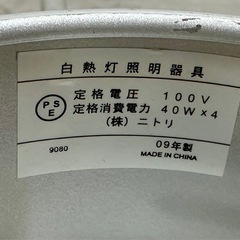 白熱灯照明器具
PS
E
定格電圧 100V
定格消費電力 40W×4
(株)ニトリ
9080
09年製
MADE IN CHINA